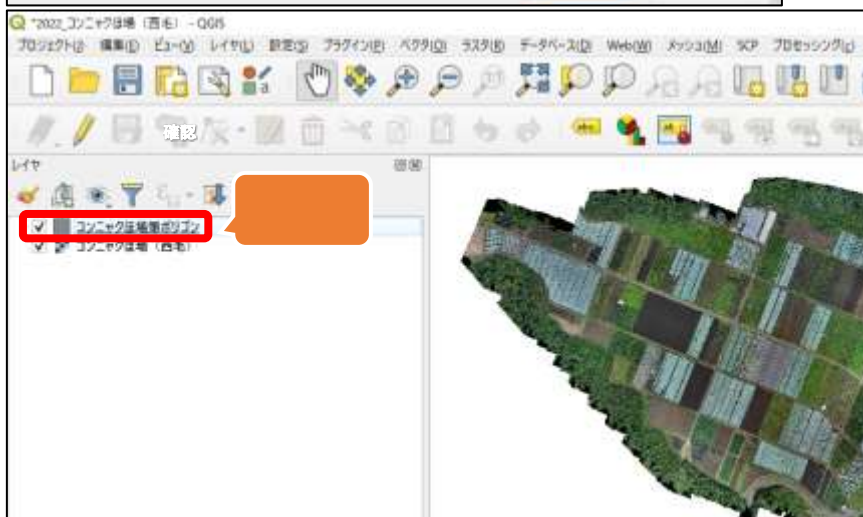 *2022_コンニャクほ場（西毛） - QGIS
プロジェクト(J) 編集(E) ビュー(V) レイヤ(L) 設定(S) プラグイン(P) ベクタ(O) ラスタ(R) データベース(D) Web(W) メッシュ(M) SCP プロセッシング(C)
確認
レイヤ
コンニャクほ場筆ポリゴン
コンニャクほ場（西毛）